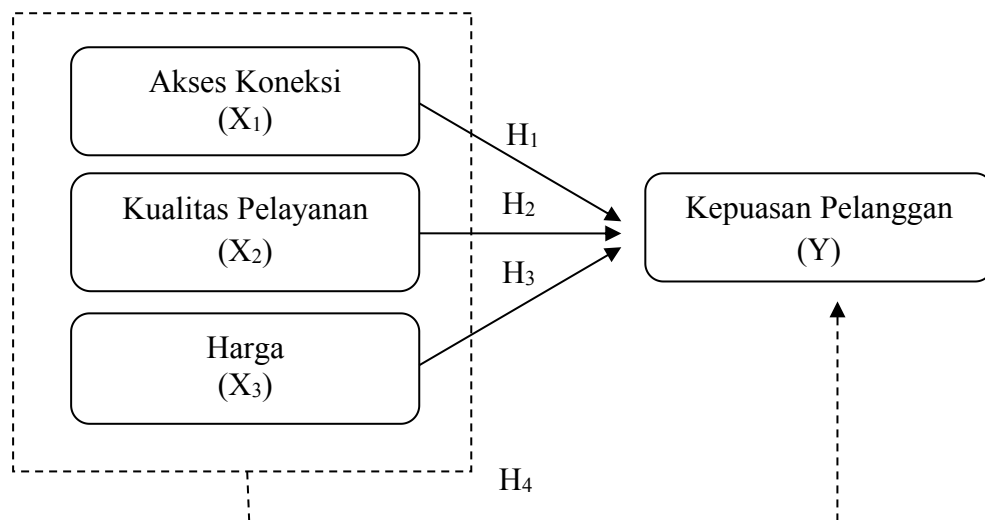 Akses Koneksi
(X₁)
H₁
Kualitas Pelayanan
(X₂)
H₂
Kepuasan Pelanggan
(Y)
H₃
Harga
(X₃)
H₄